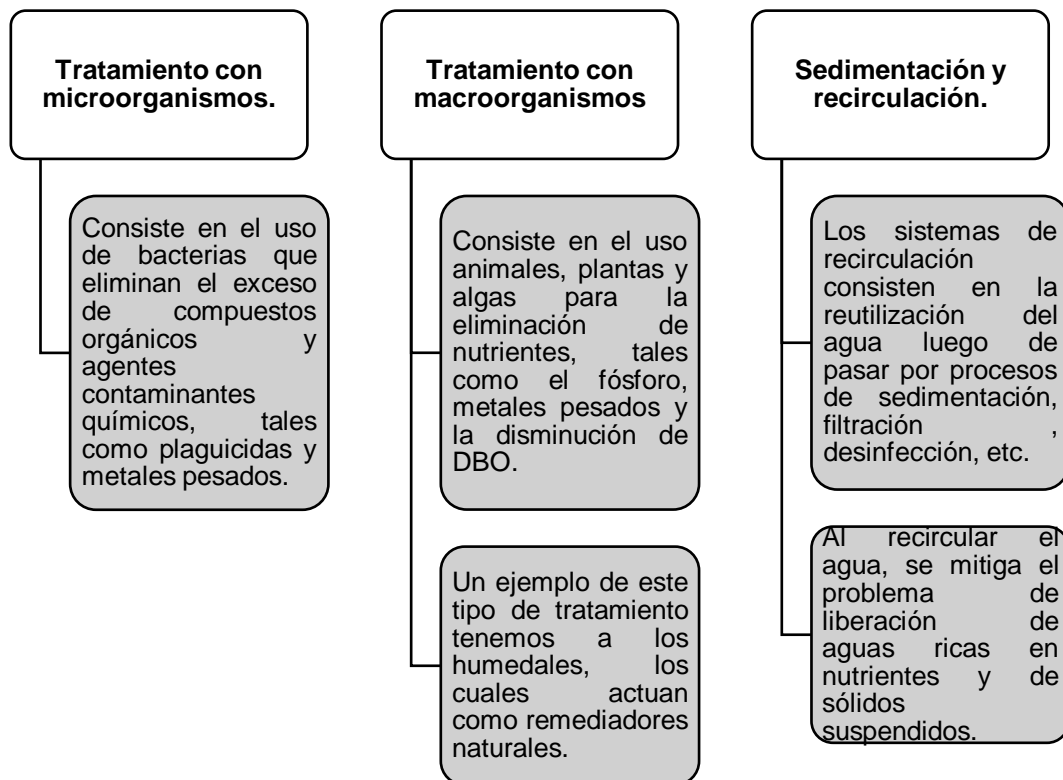 Tratamiento con
microorganismos.
Consiste en el uso
de bacterias que
eliminan el exceso
de compuestos
orgánicos y
agentes
contaminantes
químicos, tales
como plaguicidas y
metales pesados.
Tratamiento con
macroorganismos
Consiste en el uso
animales, plantas y
algas para la
eliminación de
nutrientes, tales
como el fósforo,
metales pesados y
la disminución de
DBO.
Un ejemplo de este
tipo de tratamiento
tenemos a los
humedales, los
cuales actuan
como remediadores
naturales.
Sedimentación y
recirculación.
Los sistemas de
recirculación
consisten en la
reutilización del
agua luego de
pasar por procesos
de sedimentación,
filtración ,
desinfección, etc.
Al recircular el
agua, se mitiga el
problema de
liberación de
aguas ricas en
nutrientes y de
sólidos
suspendidos.